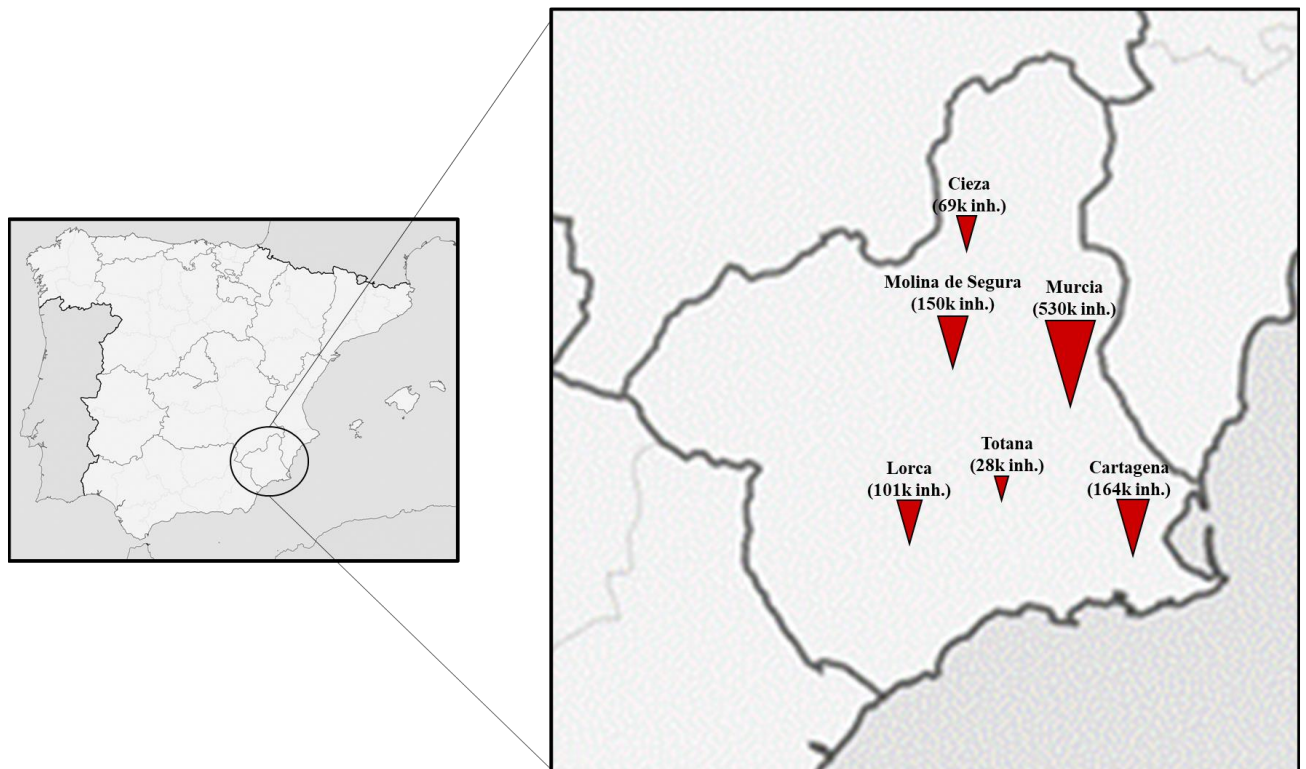 Cieza
(69k inh.)
Molina de Segura
(150k inh.)
Murcia
(530k inh.)
Totana
(28k inh.)
Lorca
(101k inh.)
Cartagena
(164k inh.)